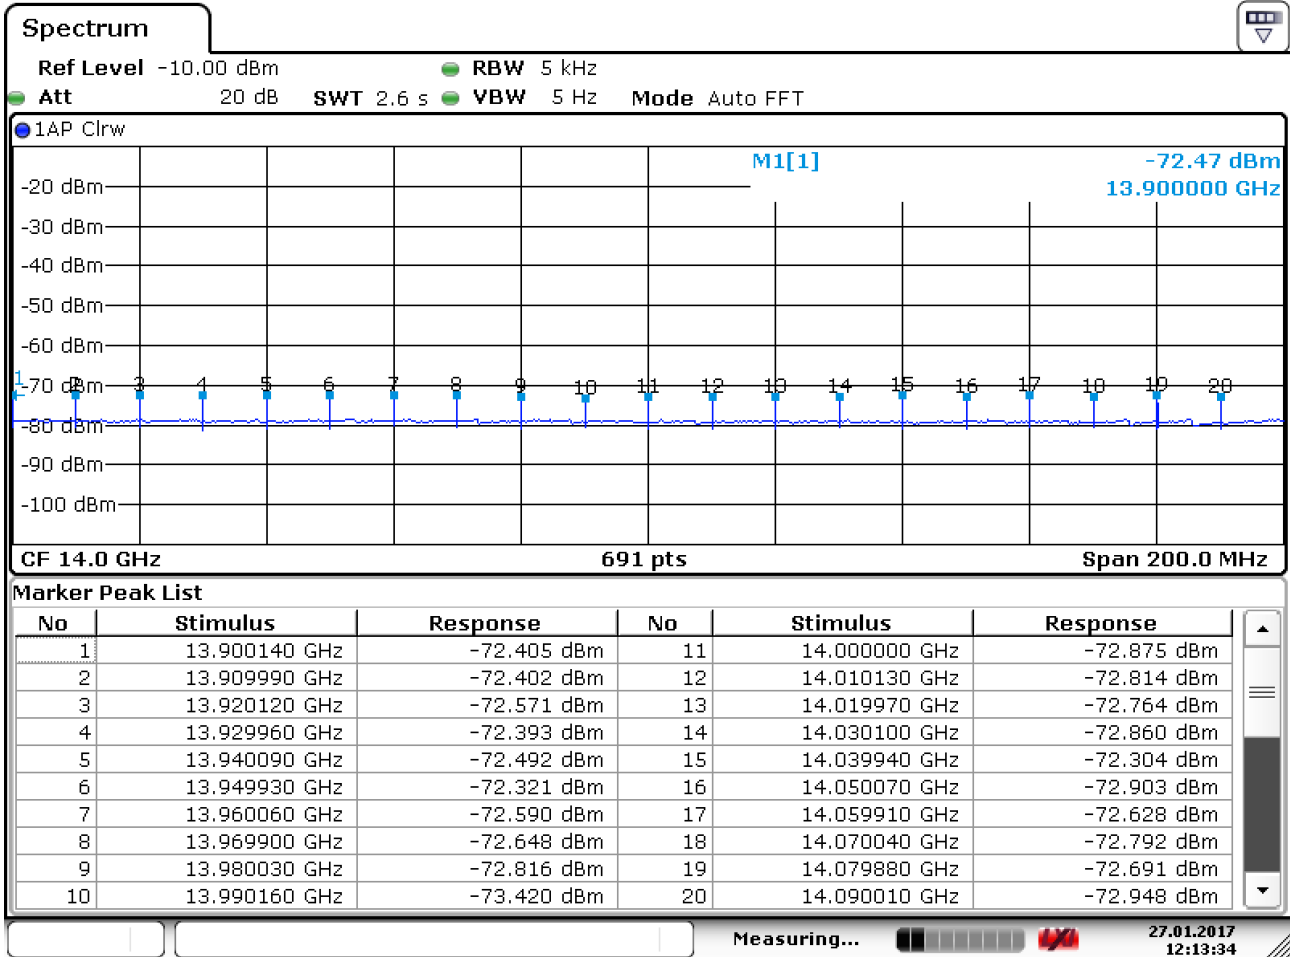 Spectrum
Ref Level -10.00 dBm RBW 5 kHz
Att 20 dB SWT 2.6 s VBW 5 Hz Mode Auto FFT
1AP Clrw
M1[1] -72.47 dBm
13.900000 GHz
-20 dBm
-30 dBm
-40 dBm
-50 dBm
-60 dBm
1 2 3 4 5 6 7 8 9 10 11 12 13 14 15 16 17 18 19 20
-70 dBm
-80 dBm
-90 dBm
-100 dBm
CF 14.0 GHz 691 pts Span 200.0 MHz
Marker Peak List
No Stimulus Response No Stimulus Response
1 13.900140 GHz -72.405 dBm 11 14.000000 GHz -72.875 dBm
2 13.909990 GHz -72.402 dBm 12 14.010130 GHz -72.814 dBm
3 13.920120 GHz -72.571 dBm 13 14.019970 GHz -72.764 dBm
4 13.929960 GHz -72.393 dBm 14 14.030100 GHz -72.860 dBm
5 13.940090 GHz -72.492 dBm 15 14.039940 GHz -72.304 dBm
6 13.949930 GHz -72.321 dBm 16 14.050070 GHz -72.903 dBm
7 13.960060 GHz -72.590 dBm 17 14.059910 GHz -72.628 dBm
8 13.969900 GHz -72.648 dBm 18 14.070040 GHz -72.792 dBm
9 13.980030 GHz -72.816 dBm 19 14.079880 GHz -72.691 dBm
10 13.990160 GHz -73.420 dBm 20 14.090010 GHz -72.948 dBm
Measuring... LXI 27.01.2017
12:13:34